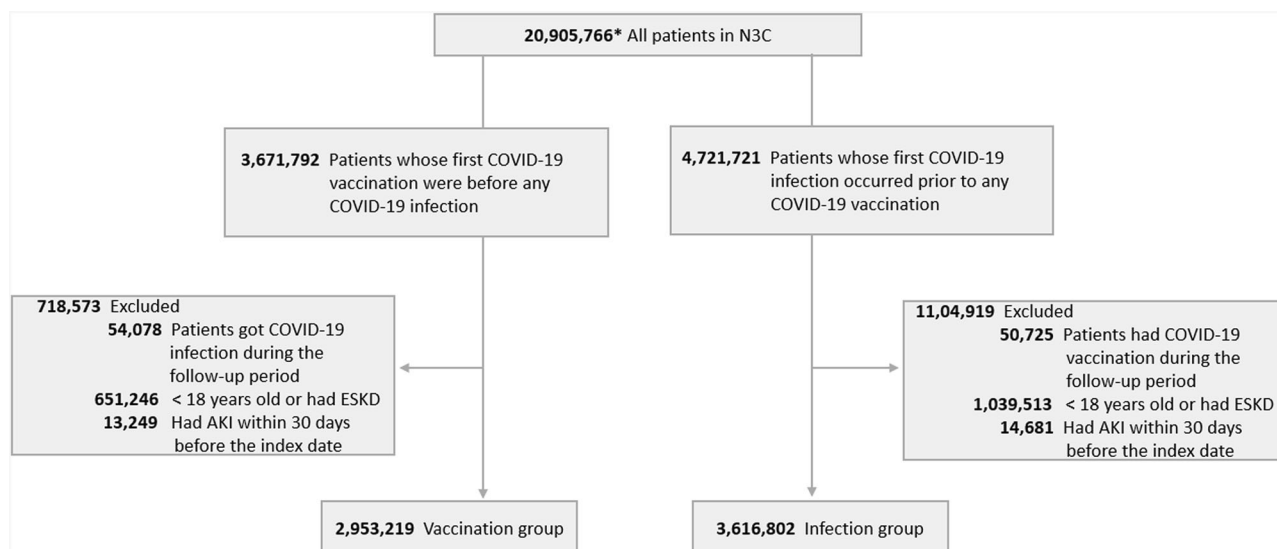 20,905,766* All patients in N3C
3,671,792 Patients whose first COVID-19
vaccination were before any
COVID-19 infection
4,721,721 Patients whose first COVID-19
infection occurred prior to any
COVID-19 vaccination
718,573 Excluded
54,078 Patients got COVID-19
infection during the
follow-up period
651,246 < 18 years old or had ESKD
13,249 Had AKI within 30 days
before the index date
11,04,919 Excluded
50,725 Patients had COVID-19
vaccination during the
follow-up period
1,039,513 < 18 years old or had ESKD
14,681 Had AKI within 30 days
before the index date
2,953,219 Vaccination group
3,616,802 Infection group